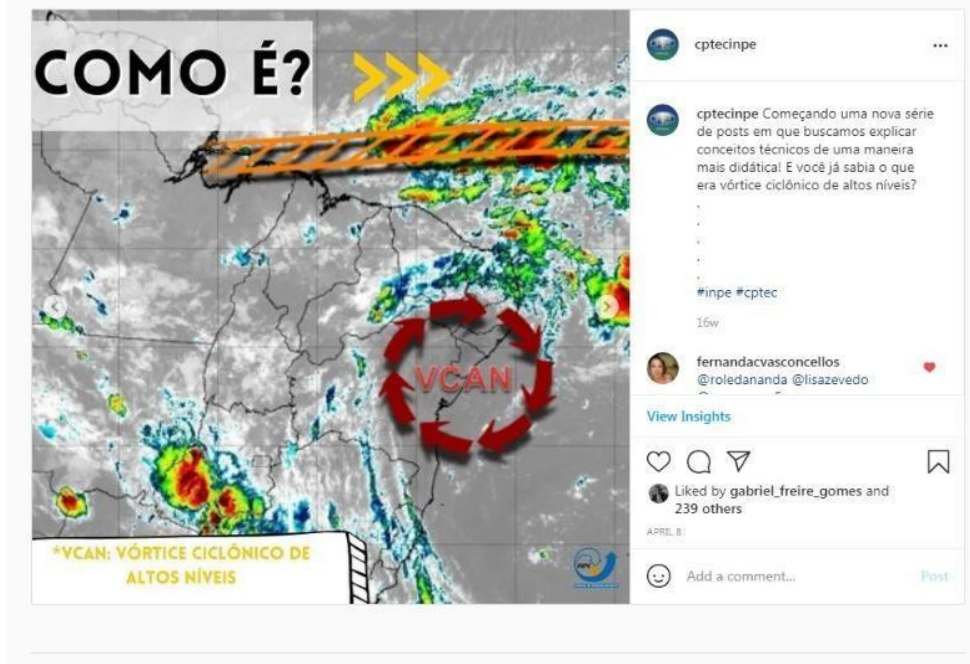 COMO É?
VCAN
*VCAN: VÓRTICE CICLÔNICO DE
ALTOS NÍVEIS
cptecinpe
cptecinpe Começando uma nova série
de posts em que buscamos explicar
conceitos técnicos de uma maneira
mais didática! E você já sabia o que
era vórtice ciclônico de altos níveis?
.
.
.
.
.
#inpe #cptec
16w
fernandacvasconcellos
@roledananda @lisazevedo
View Insights
Liked by gabriel_freire_gomes and
239 others
APRIL 8
Add a comment...
Post